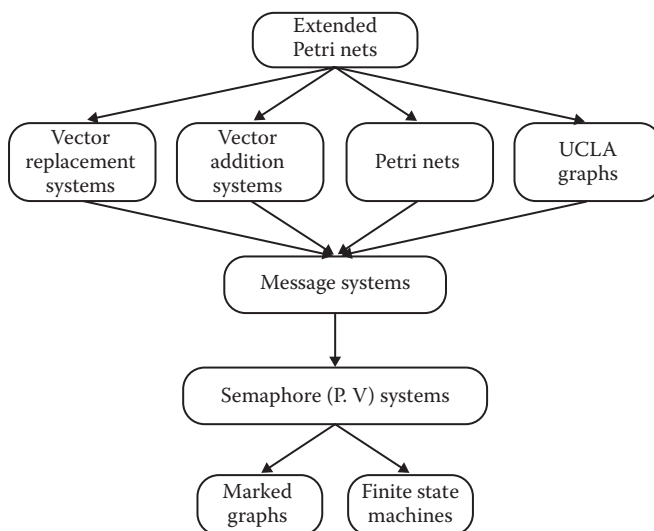 Extended
Petri nets
Vector
replacement
systems
Vector
addition
systems
Petri nets
UCLA
graphs
Message systems
Semaphore (P. V) systems
Marked
graphs
Finite state
machines